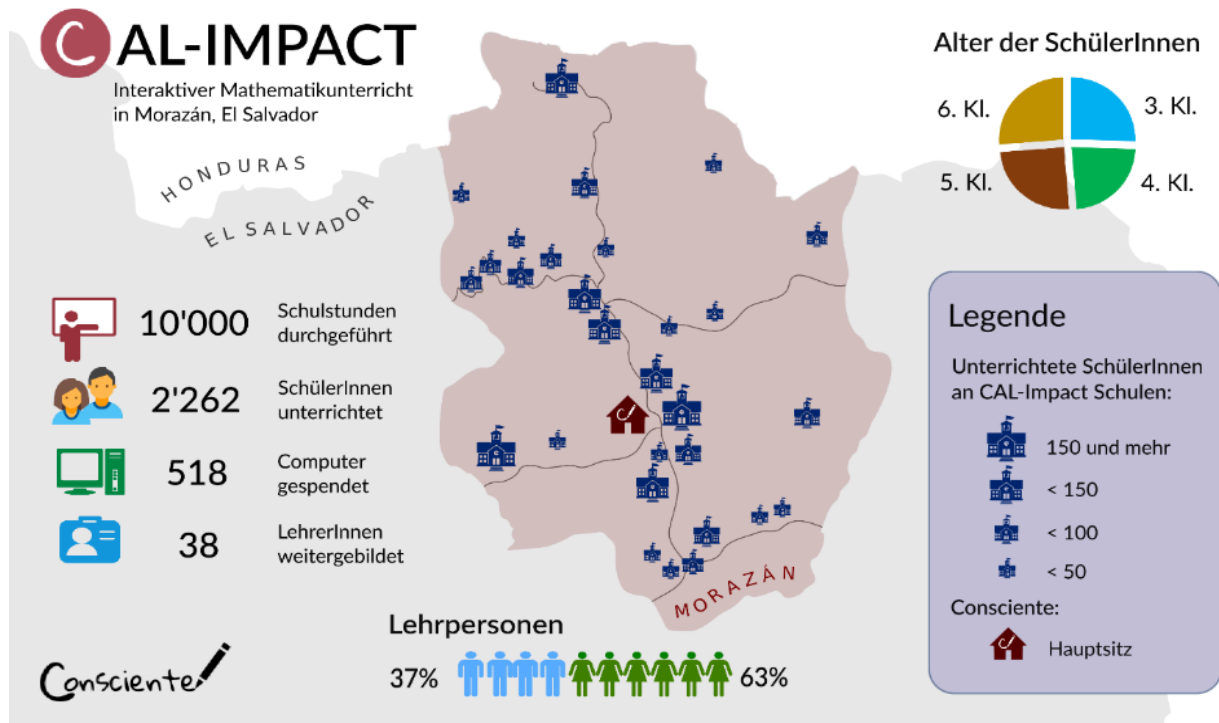 CAL-IMPACT
Interaktiver Mathematikunterricht
in Morazán, El Salvador
HONDURAS
EL SALVADOR
10'000
Schulstunden
durchgeführt
2'262
SchülerInnen
unterrichtet
518
Computer
gespendet
38
LehrerInnen
weitergebildet
Consciente
MORAZÁN
Lehrpersonen
37%
63%
Alter der SchülerInnen
6. Kl.
3. Kl.
5. Kl.
4. Kl.
Legende
Unterrichtete SchülerInnen
an CAL-Impact Schulen:
150 und mehr
< 150
< 100
< 50
Consciente:
Hauptsitz